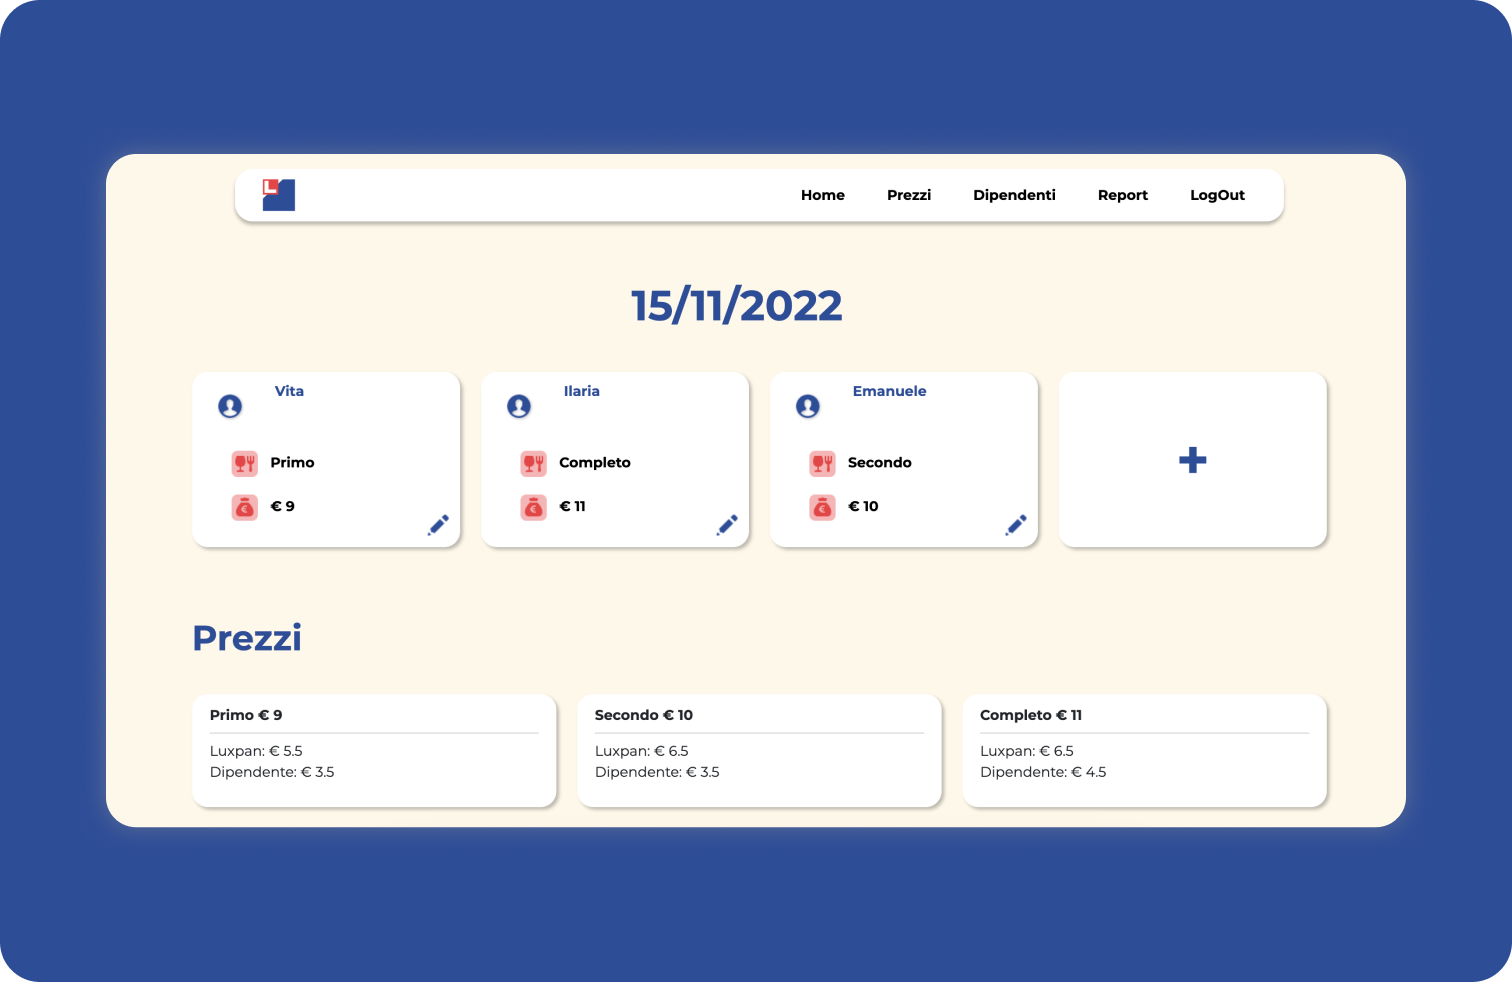 L
Home Prezzi Dipendenti Report LogOut
15/11/2022
Vita
Primo
€ 9
Ilaria
Completo
€ 11
Emanuele
Secondo
€ 10
+
Prezzi
Primo € 9
Luxpan: € 5.5
Dipendente: € 3.5
Secondo € 10
Luxpan: € 6.5
Dipendente: € 3.5
Completo € 11
Luxpan: € 6.5
Dipendente: € 4.5